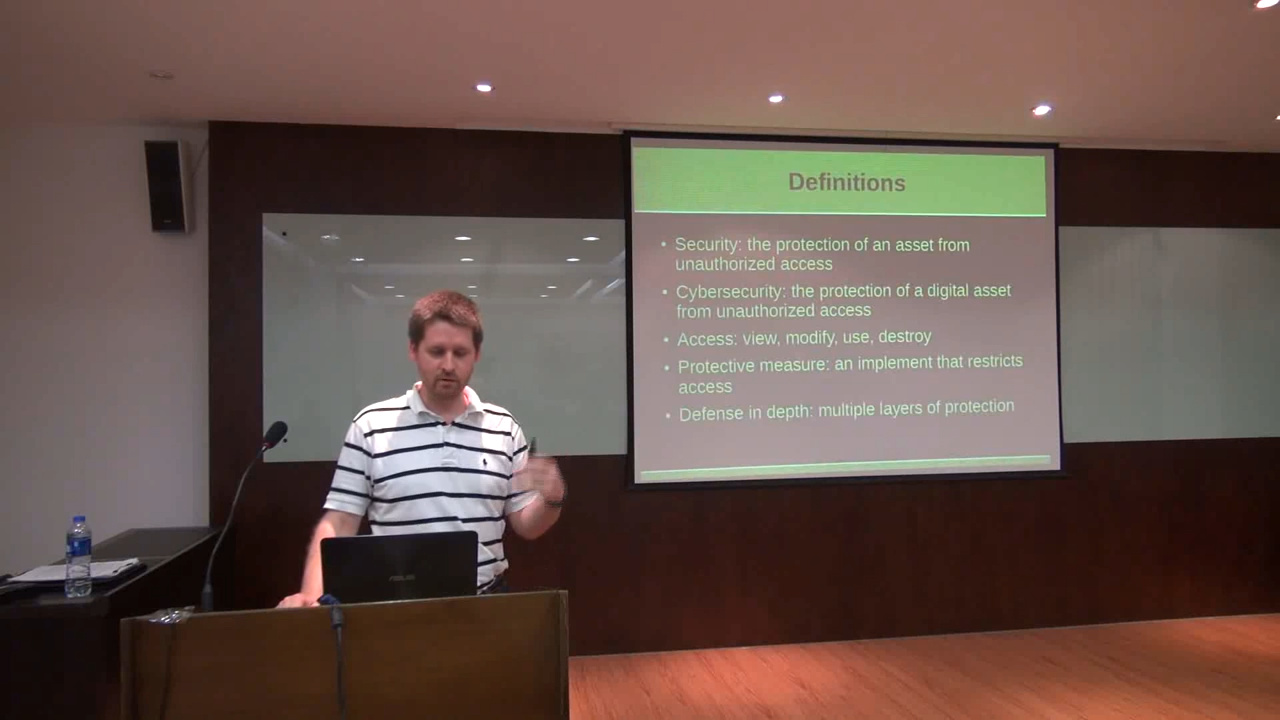 Definitions
• Security: the protection of an asset from
unauthorized access
• Cybersecurity: the protection of a digital asset
from unauthorized access
• Access: view, modify, use, destroy
• Protective measure: an implement that restricts
access
• Defense in depth: multiple layers of protection
ASUS